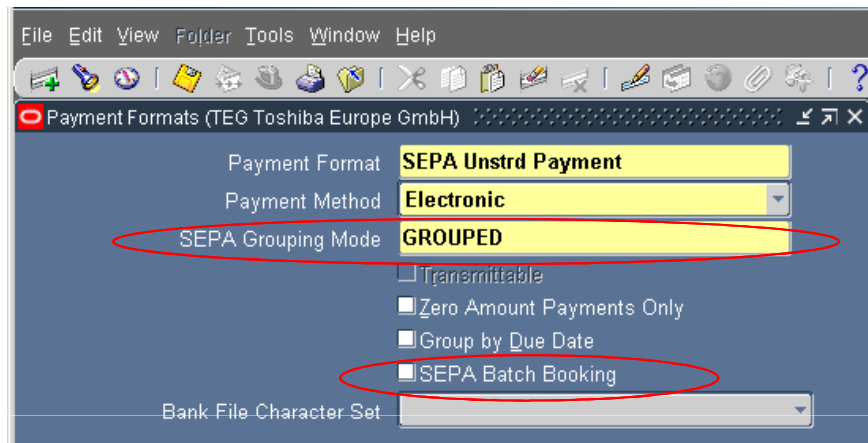 File Edit View Folder Tools Window Help
Payment Formats (TEG Toshiba Europe GmbH)
Payment Format SEPA Unstrd Payment
Payment Method Electronic
SEPA Grouping Mode GROUPED
Transmittable
Zero Amount Payments Only
Group by Due Date
SEPA Batch Booking
Bank File Character Set